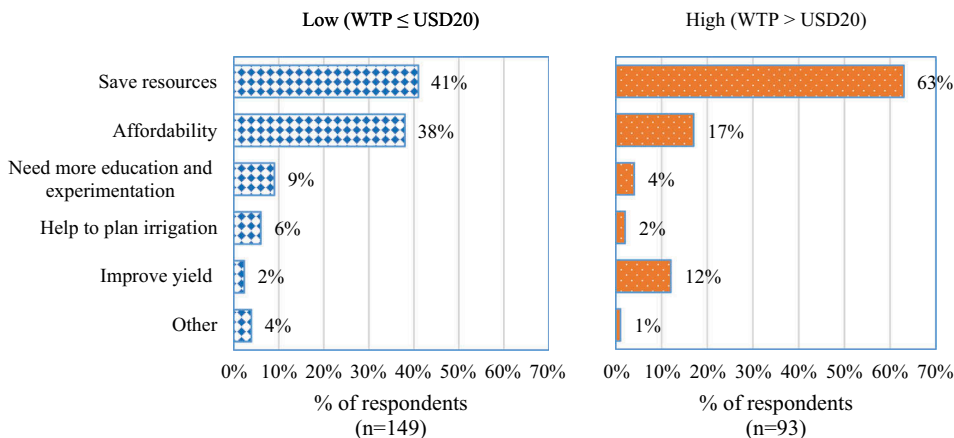 Low (WTP ≤ USD20)
High (WTP > USD20)
Save resources
41%
63%
Affordability
38%
17%
Need more education and
experimentation
9%
4%
Help to plan irrigation
6%
2%
Improve yield
2%
12%
Other
4%
1%
0% 10% 20% 30% 40% 50% 60% 70%
0% 10% 20% 30% 40% 50% 60% 70%
% of respondents
(n=149)
% of respondents
(n=93)